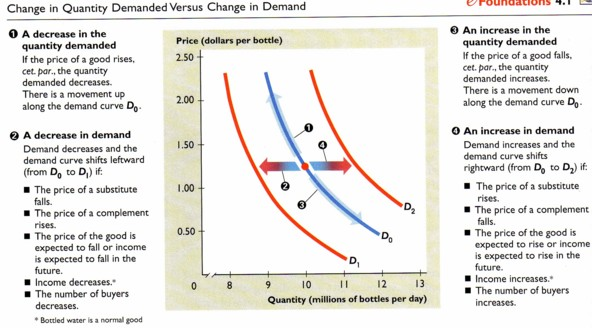 Change in Quantity Demanded Versus Change in Demand
eFoundations 4.1
❶ A decrease in the
quantity demanded
If the price of a good rises,
cet. par., the quantity
demanded decreases.
There is a movement up
along the demand curve D₀.
❷ A decrease in demand
Demand decreases and the
demand curve shifts leftward
(from D₀ to D₁) if:
■ The price of a substitute
falls.
■ The price of a complement
rises.
■ The price of the good is
expected to fall or income
is expected to fall in the
future.
■ Income decreases.*
■ The number of buyers
decreases.
* Bottled water is a normal good
Price (dollars per bottle)
2.50
2.00
1.50
1.00
0.50
0
8
9
10
11
12
13
❶
❹
❷
❸
D₂
D₀
D₁
Quantity (millions of bottles per day)
❸ An increase in the
quantity demanded
If the price of a good falls,
cet. par., the quantity
demanded increases.
There is a movement down
along the demand curve D₀.
❹ An increase in demand
Demand increases and the
demand curve shifts
rightward (from D₀ to D₂) if:
■ The price of a substitute
rises.
■ The price of a complement
falls.
■ The price of the good is
expected to rise or income
is expected to rise in the
future.
■ Income increases.*
■ The number of buyers
increases.